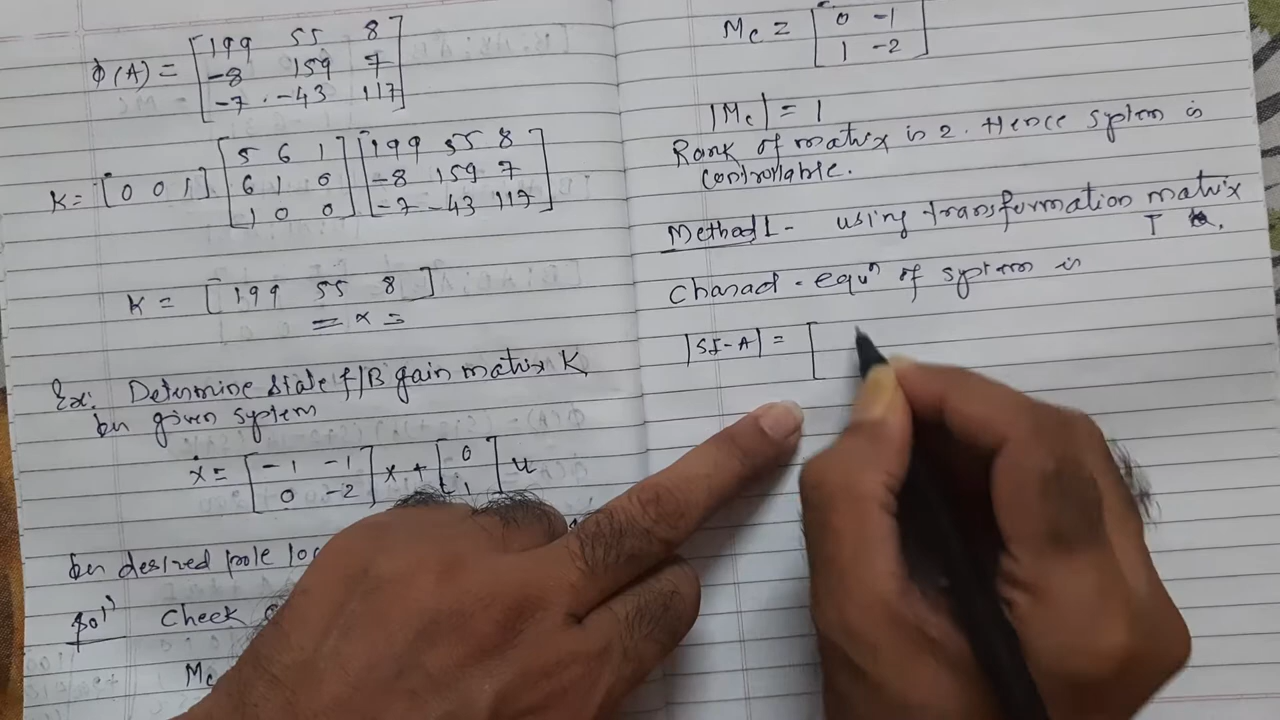 ϕ(A) = [199 55 8
-8 159 7
-7 -43 117]
K = [0 0 1] [5 6 1 [199 55 8
6 1 0 -8 159 7
1 0 0] -7 -43 117]
K = [199 55 8]
= x =
Ex: Determine state f/B gain matrix K
for given system
ẋ = [-1 -1 x + [0 u
0 -2] 1]
for desired pole
Sol^n Check
Mc
Mc = [0 -1
1 -2]
|Mc| = 1
Rank of matrix is 2. Hence system is
controllable.
Method 1 - using transformation matrix
T
Charact. equ^n of system is
|SI-A| = [